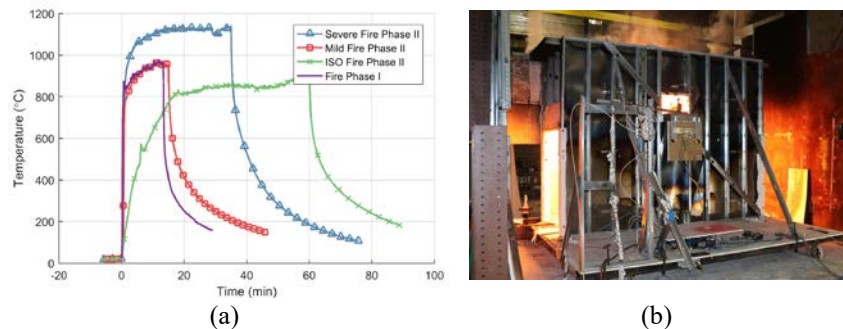 1200
1000
800
600
400
200
0
Temperature (°C)
Severe Fire Phase II
Mild Fire Phase II
ISO Fire Phase II
Fire Phase I
-20 0 20 40 60 80 100
Time (min)
(a) (b)